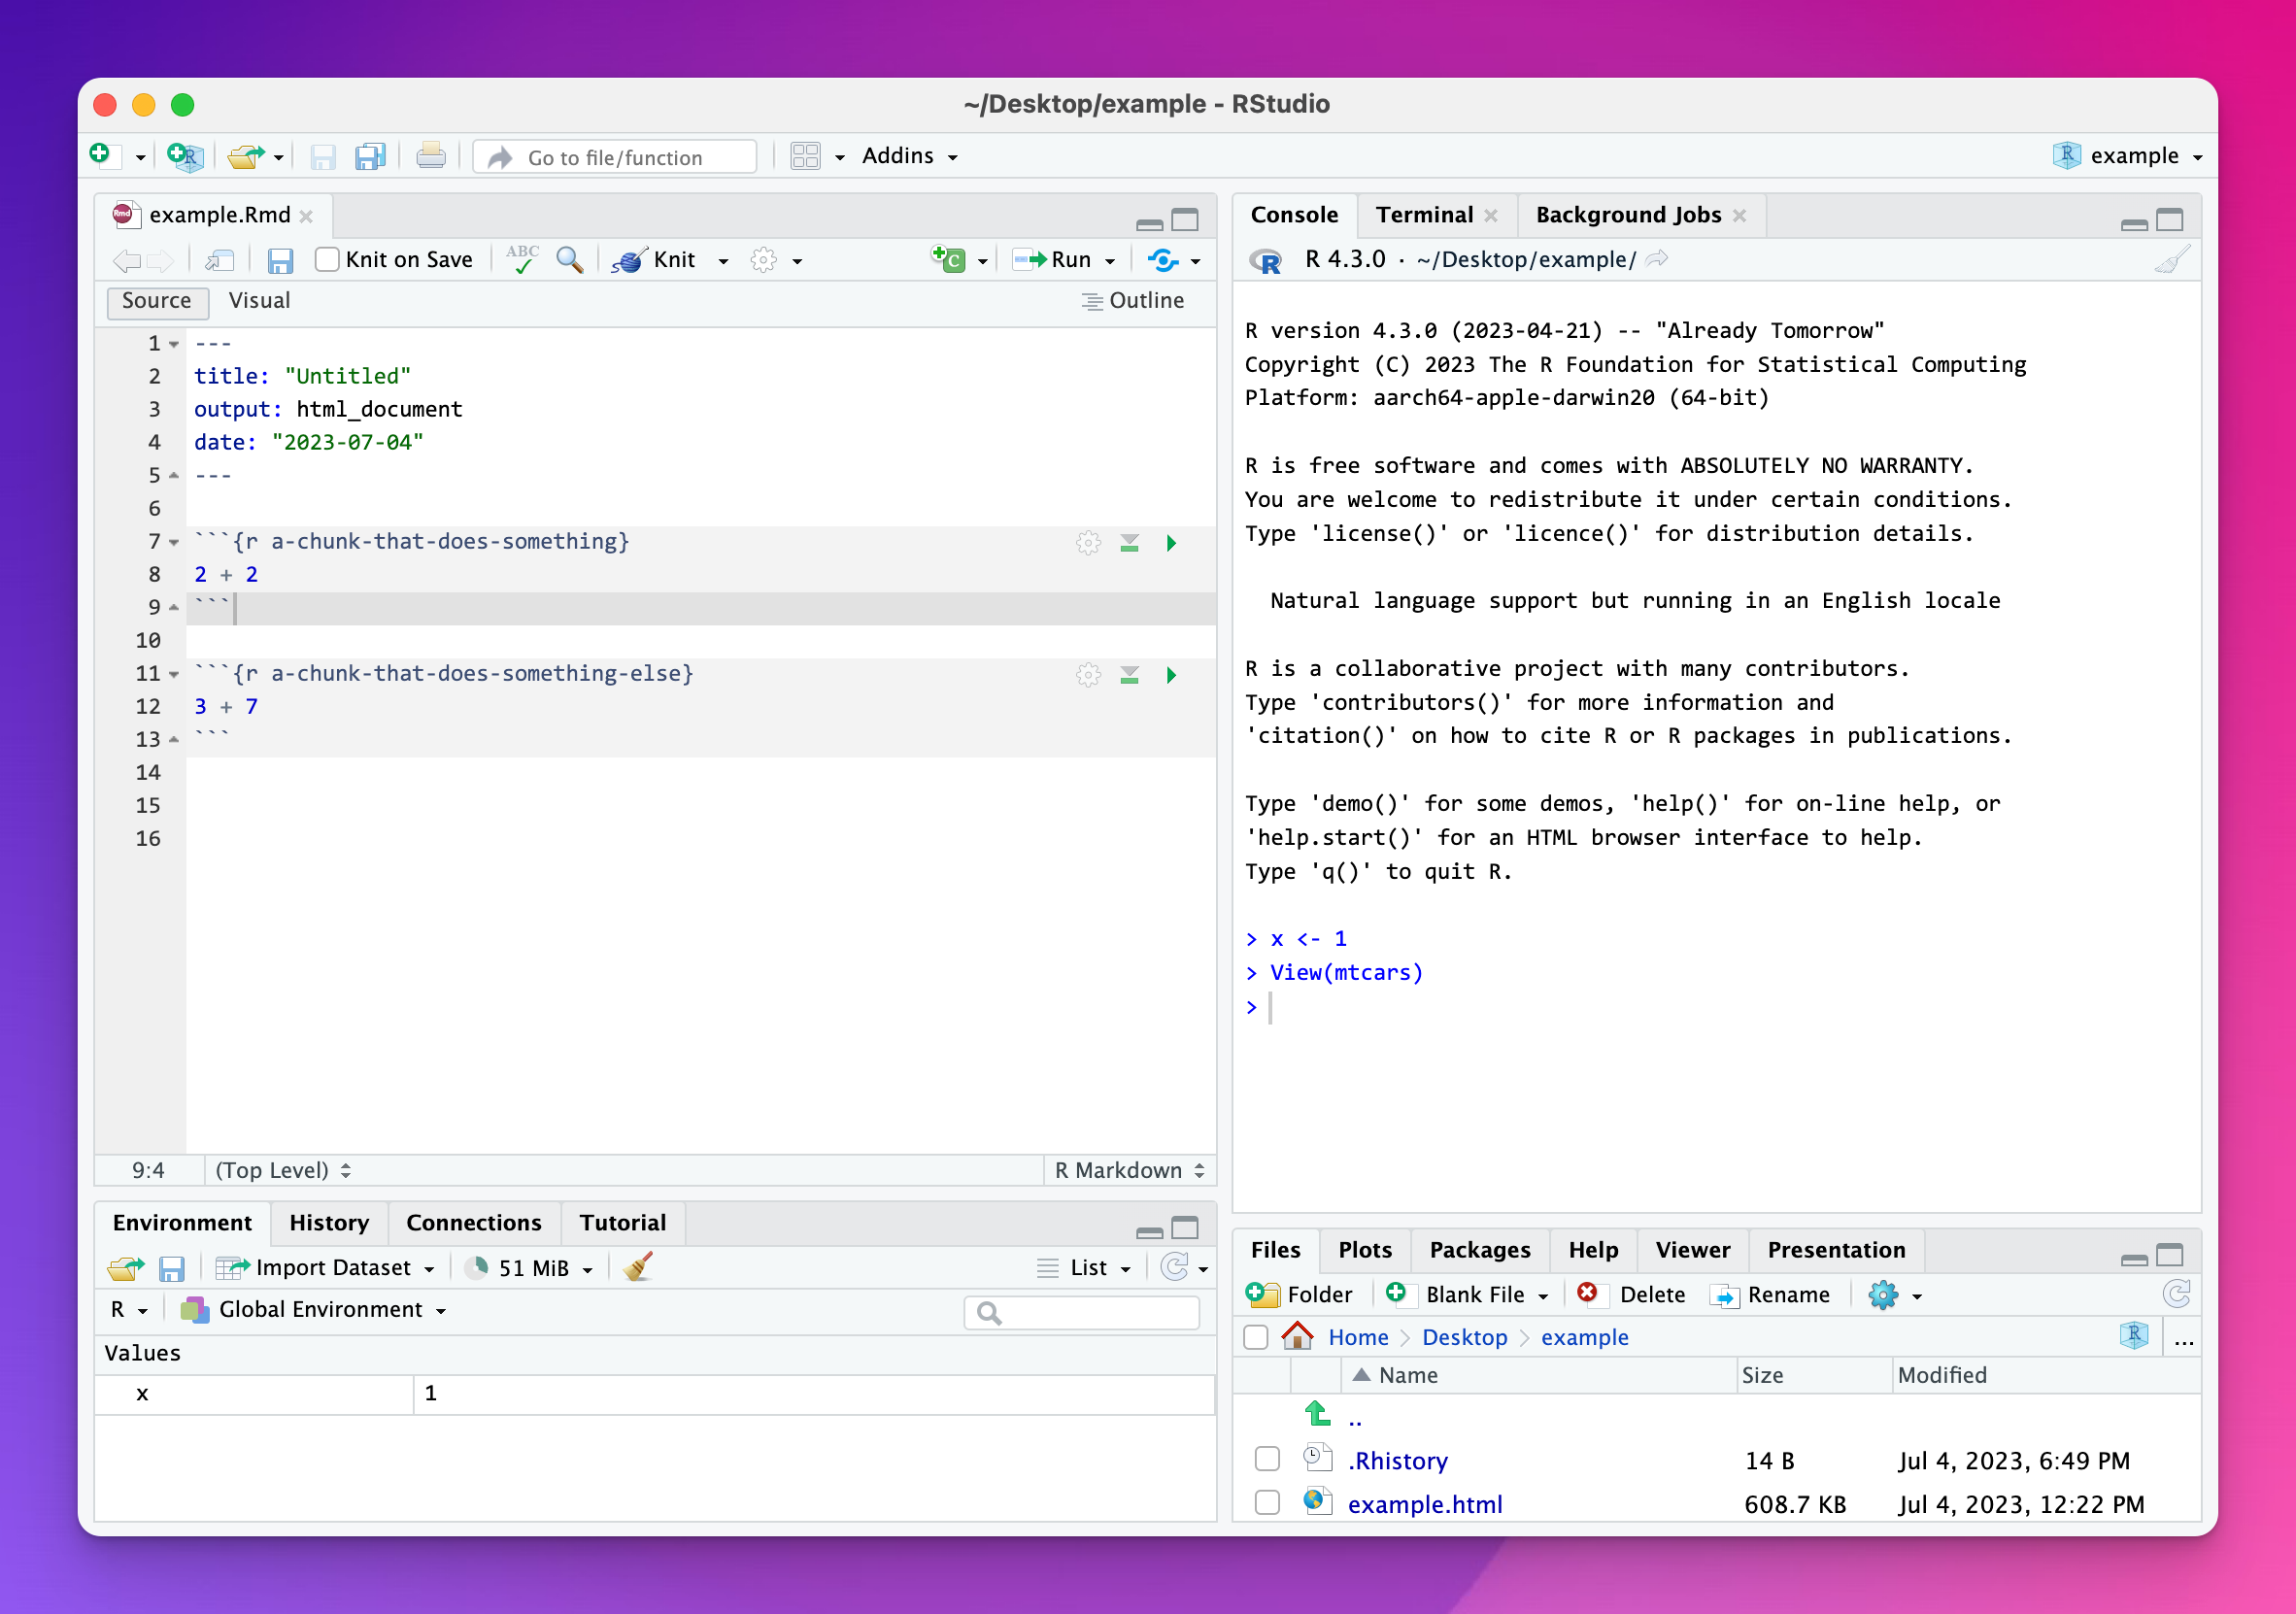 ~/Desktop/example - RStudio
Go to file/function
Addins
example
example.Rmd
Knit on Save
ABC
Knit
Run
Source
Visual
Outline
1 ---
2 title: "Untitled"
3 output: html_document
4 date: "2023-07-04"
5 ---
6
7 ```{r a-chunk-that-does-something}
8 2 + 2
9 ```
10
11 ```{r a-chunk-that-does-something-else}
12 3 + 7
13 ```
14
15
16
9:4 (Top Level) R Markdown
Environment History Connections Tutorial
Import Dataset 51 MiB List
R Global Environment
Values
x 1
Console Terminal Background Jobs
R 4.3.0 · ~/Desktop/example/
R version 4.3.0 (2023-04-21) -- "Already Tomorrow"
Copyright (C) 2023 The R Foundation for Statistical Computing
Platform: aarch64-apple-darwin20 (64-bit)
R is free software and comes with ABSOLUTELY NO WARRANTY.
You are welcome to redistribute it under certain conditions.
Type 'license()' or 'licence()' for distribution details.
Natural language support but running in an English locale
R is a collaborative project with many contributors.
Type 'contributors()' for more information and
'citation()' on how to cite R or R packages in publications.
Type 'demo()' for some demos, 'help()' for on-line help, or
'help.start()' for an HTML browser interface to help.
Type 'q()' to quit R.
> x <- 1
> View(mtcars)
>
Files Plots Packages Help Viewer Presentation
Folder Blank File Delete Rename
Home Desktop example ...
Name Size Modified
..
.Rhistory 14 B Jul 4, 2023, 6:49 PM
example.html 608.7 KB Jul 4, 2023, 12:22 PM